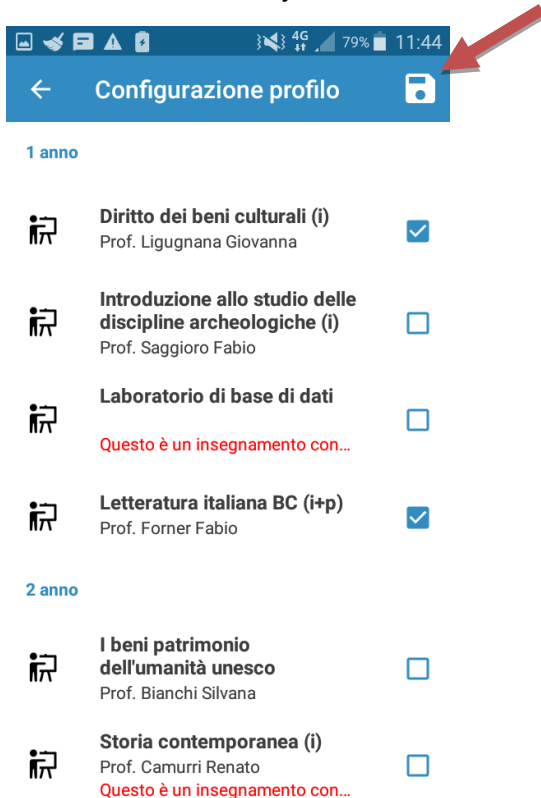 4G 79% 11:44
Configurazione profilo
1 anno
Diritto dei beni culturali (i)
Prof. Ligugnana Giovanna
Introduzione allo studio delle
discipline archeologiche (i)
Prof. Saggioro Fabio
Laboratorio di base di dati
Questo è un insegnamento con...
Letteratura italiana BC (i+p)
Prof. Forner Fabio
2 anno
I beni patrimonio
dell'umanità unesco
Prof. Bianchi Silvana
Storia contemporanea (i)
Prof. Camurri Renato
Questo è un insegnamento con...